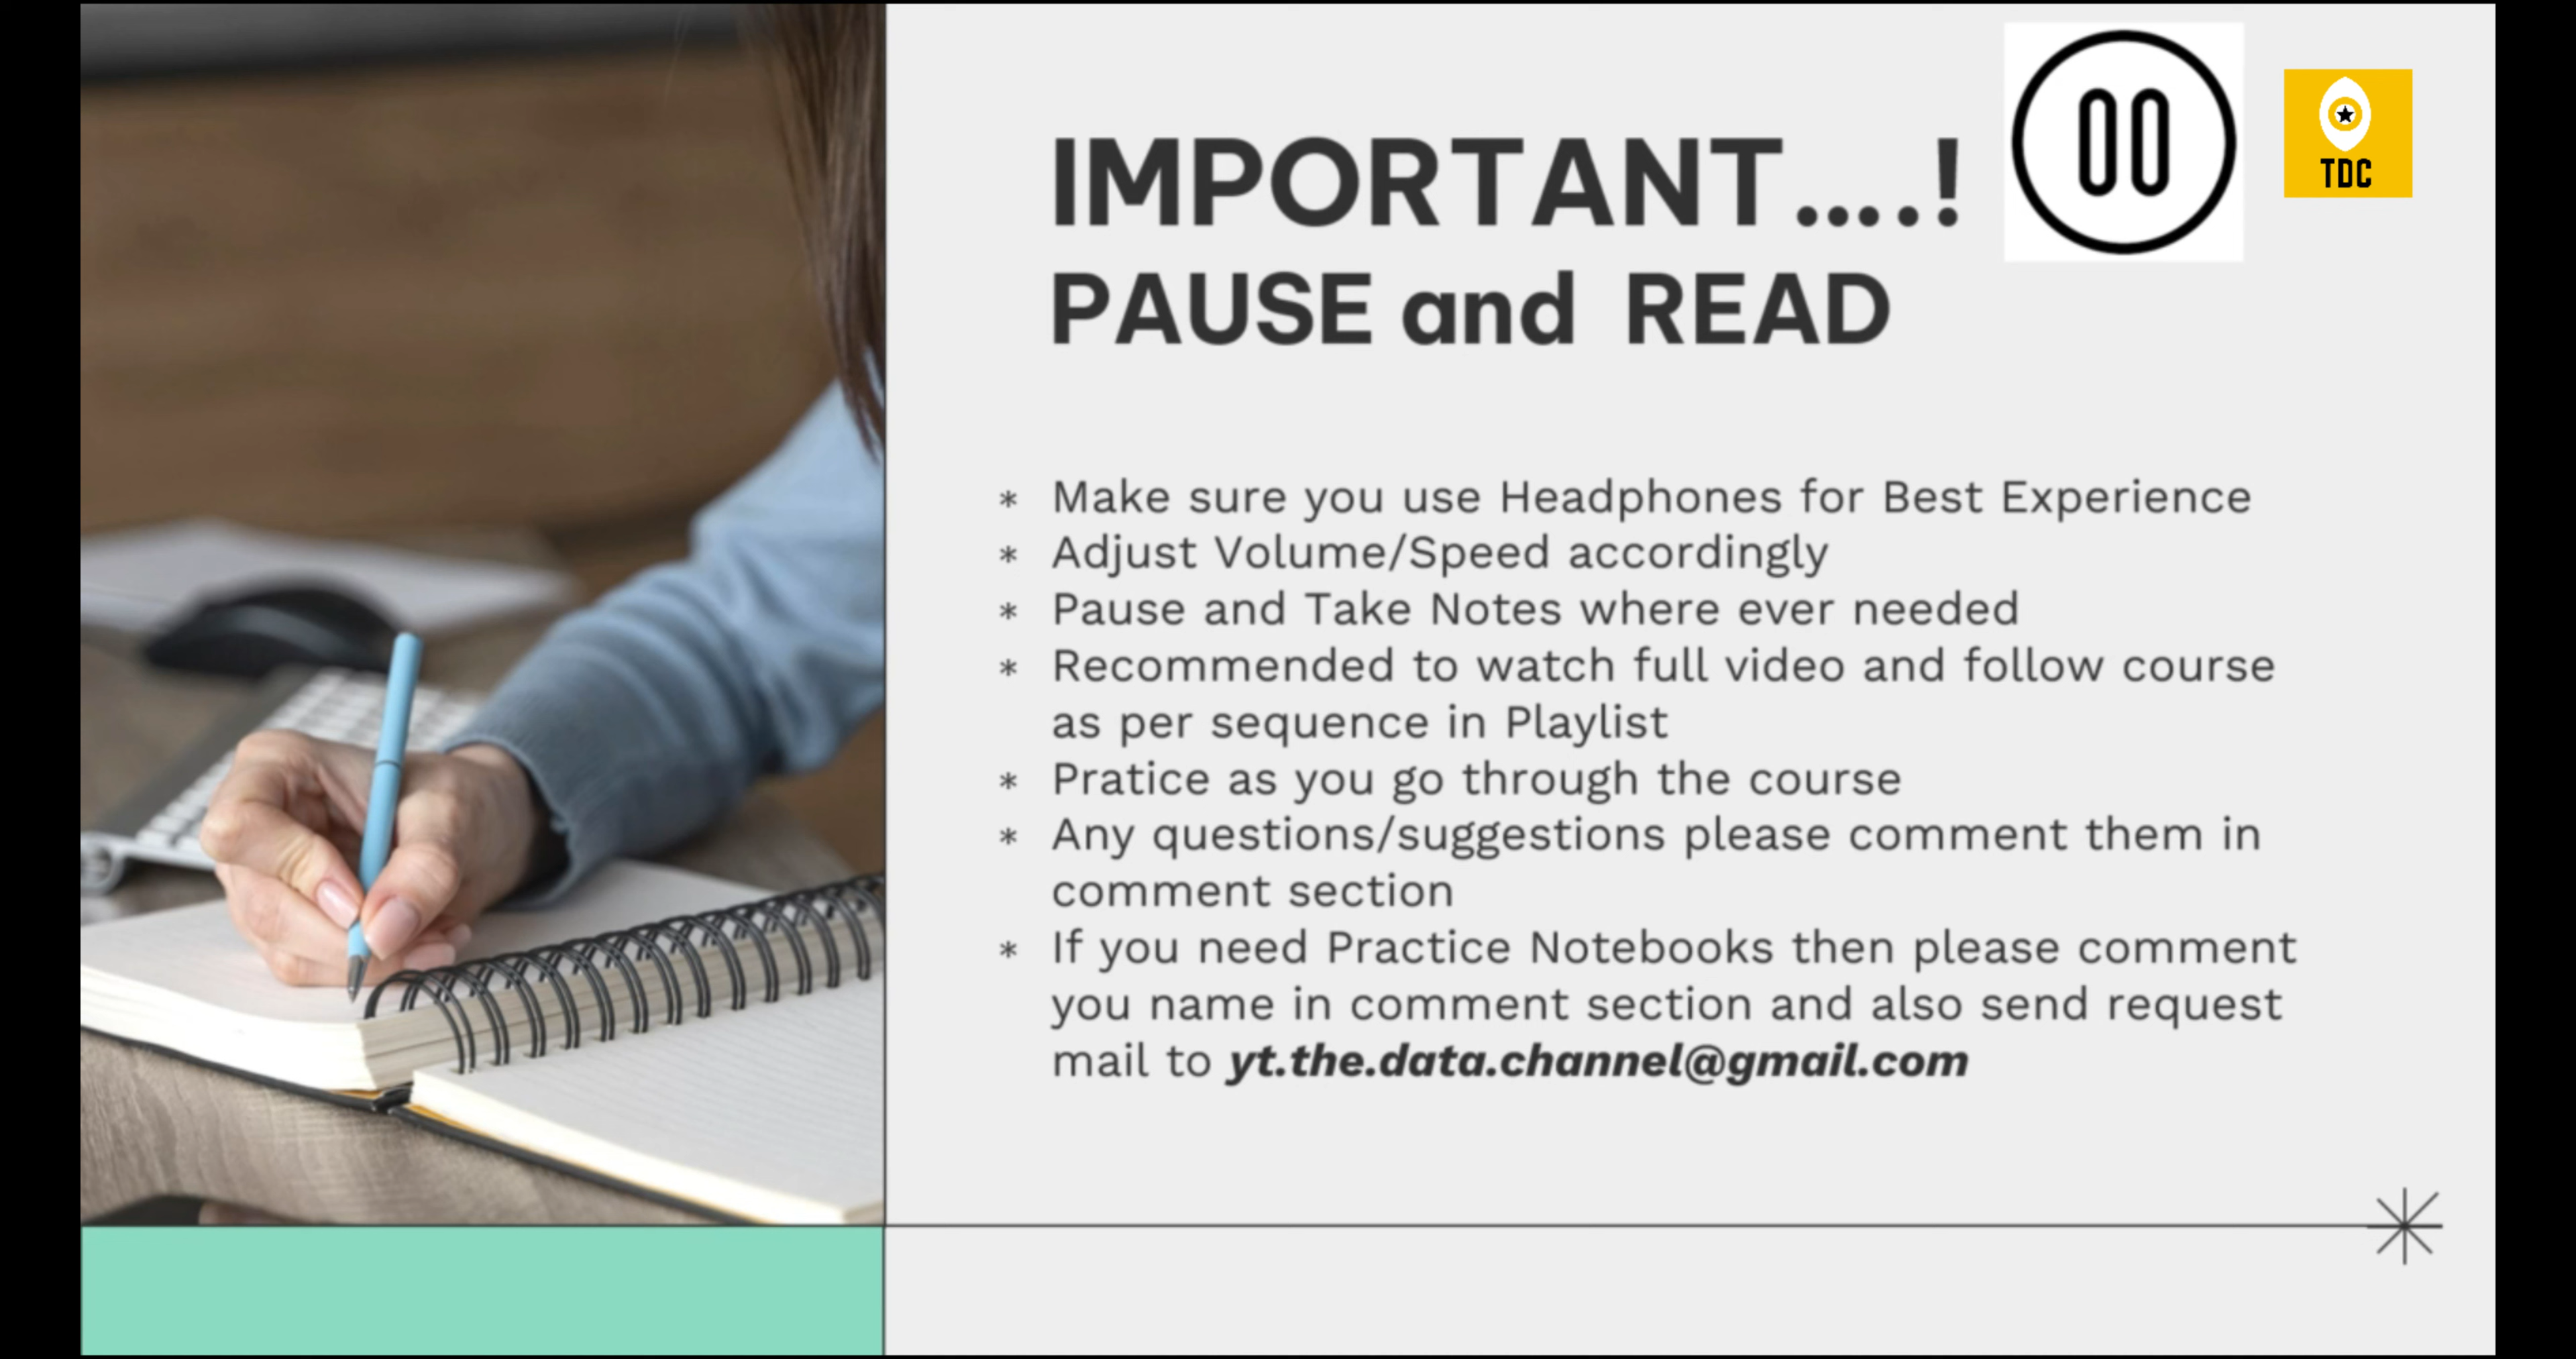 IMPORTANT....!
TDC
PAUSE and READ
* Make sure you use Headphones for Best Experience
* Adjust Volume/Speed accordingly
* Pause and Take Notes where ever needed
* Recommended to watch full video and follow course
as per sequence in Playlist
* Pratice as you go through the course
* Any questions/suggestions please comment them in
comment section
* If you need Practice Notebooks then please comment
you name in comment section and also send request
mail to yt.the.data.channel@gmail.com